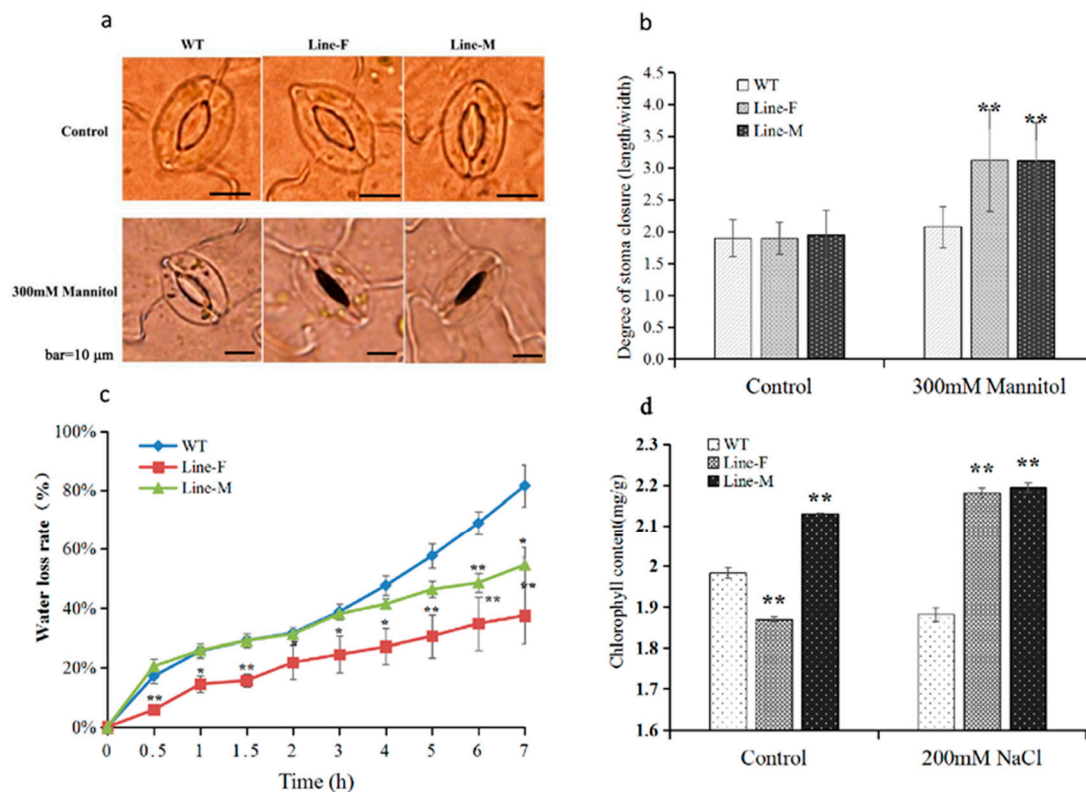 a
WT
Line-F
Line-M
Control
300mM Mannitol
bar=10 μm
b
WT
Line-F
Line-M
Degree of stoma closure (length/width)
4.5
4.0
3.5
3.0
2.5
2.0
1.5
1.0
0.5
0.0
**
**
Control
300mM Mannitol
c
WT
Line-F
Line-M
Water loss rate (%)
100%
80%
60%
40%
20%
0%
**
*
**
*
*
*
**
**
**
*
**
0
0.5
1
1.5
2
3
4
5
6
7
Time (h)
d
WT
Line-F
Line-M
Chlorophyll content(mg/g)
2.3
2.2
2.1
2
1.9
1.8
1.7
1.6
**
**
**
**
Control
200mM NaCl